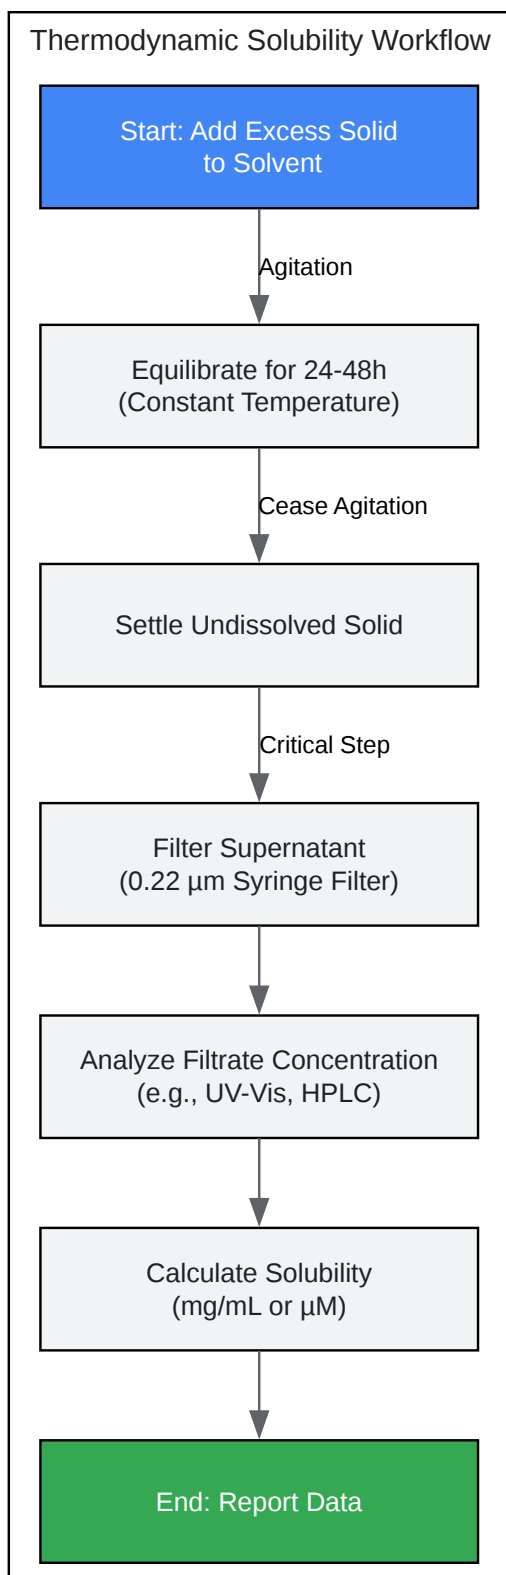 Thermodynamic Solubility Workflow
Start: Add Excess Solid
to Solvent
Agitation
Equilibrate for 24-48h
(Constant Temperature)
Cease Agitation
Settle Undissolved Solid
Critical Step
Filter Supernatant
(0.22 µm Syringe Filter)
Analyze Filtrate Concentration
(e.g., UV-Vis, HPLC)
Calculate Solubility
(mg/mL or µM)
End: Report Data